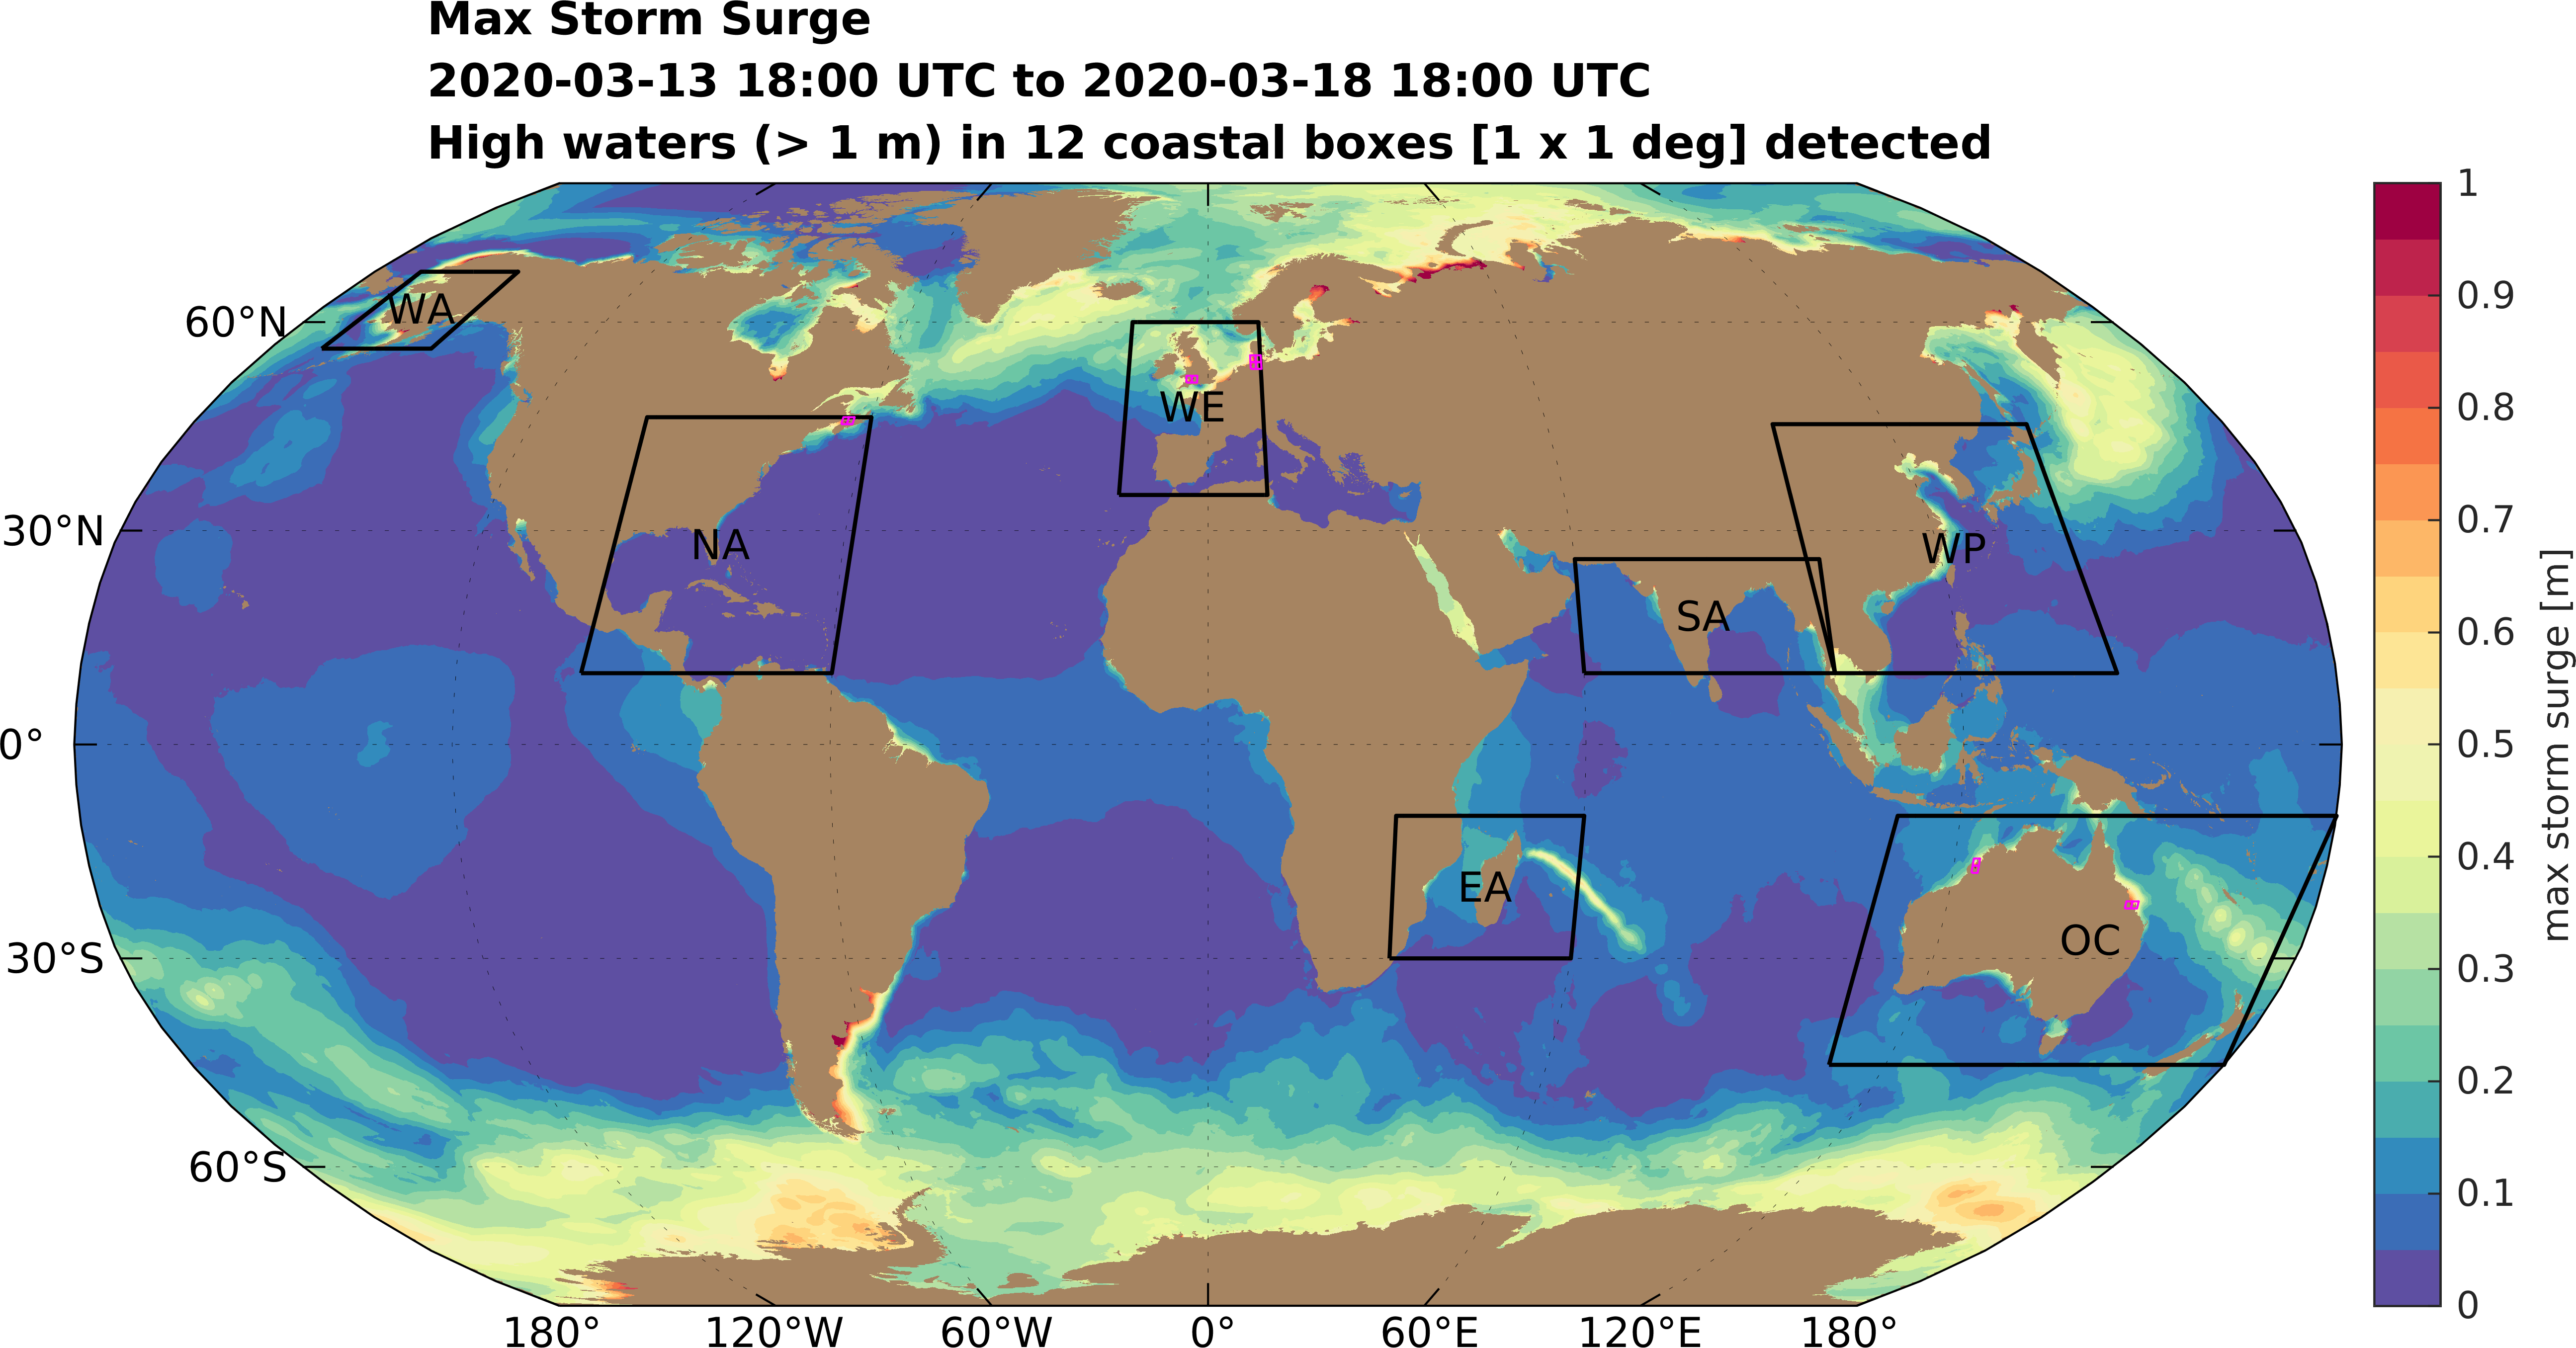 Max Storm Surge
2020-03-13 18:00 UTC to 2020-03-18 18:00 UTC
High waters (> 1 m) in 12 coastal boxes [1 x 1 deg] detected
60°N
30°N
0°
30°S
60°S
WA
NA
WE
SA
WP
EA
OC
180°
120°W
60°W
0°
60°E
120°E
180°
1
0.9
0.8
0.7
0.6
0.5
0.4
0.3
0.2
0.1
0
max storm surge [m]